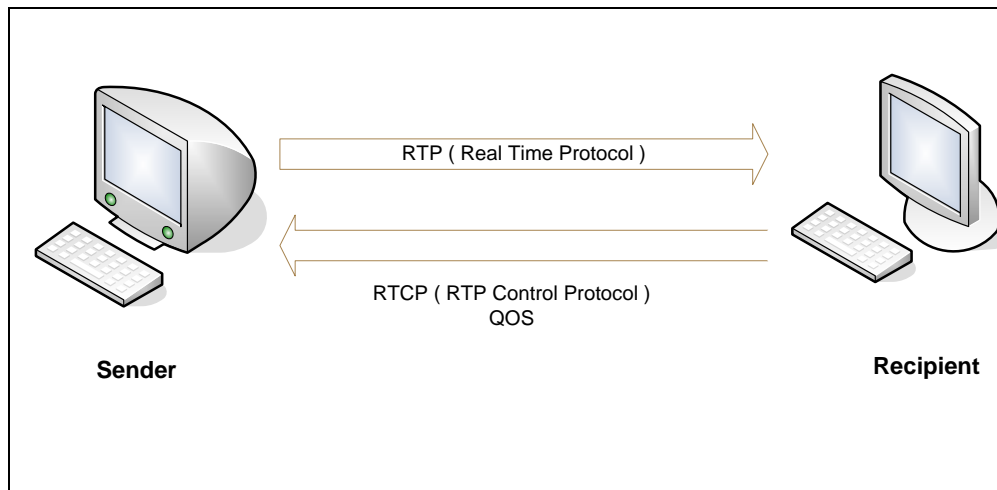 RTP ( Real Time Protocol )
RTCP ( RTP Control Protocol )
QOS
Sender
Recipient